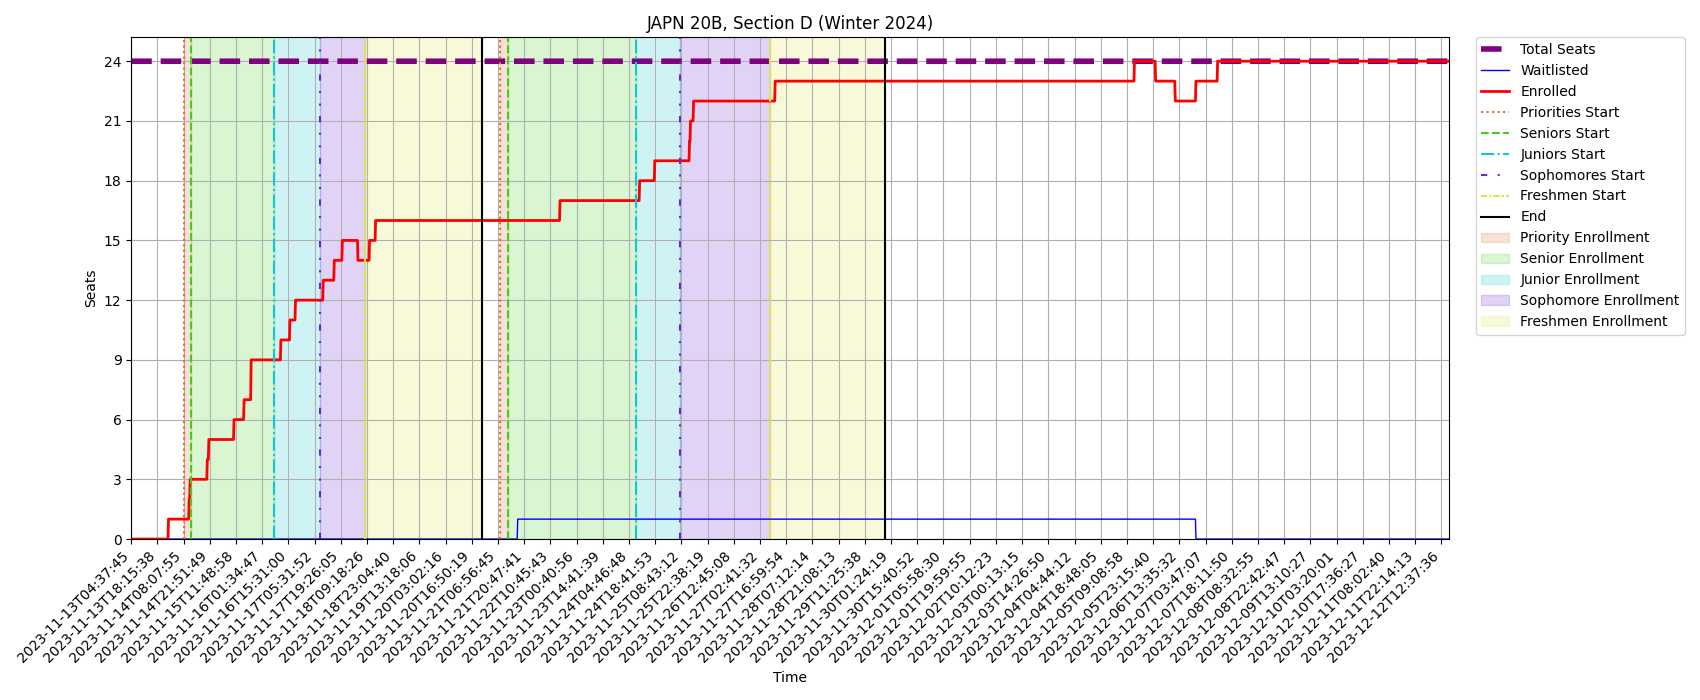 JAPN 20B, Section D (Winter 2024)
Seats
24
21
18
15
12
9
6
3
0
Total Seats
Waitlisted
Enrolled
Priorities Start
Seniors Start
Juniors Start
Sophomores Start
Freshmen Start
End
Priority Enrollment
Senior Enrollment
Junior Enrollment
Sophomore Enrollment
Freshmen Enrollment
2023-11-13T04:37:45
2023-11-13T18:15:38
2023-11-14T08:07:55
2023-11-14T21:51:49
2023-11-15T11:48:58
2023-11-16T01:34:47
2023-11-16T15:31:00
2023-11-17T05:31:52
2023-11-17T19:26:05
2023-11-18T09:18:26
2023-11-18T23:04:40
2023-11-19T13:18:06
2023-11-20T03:02:16
2023-11-20T16:50:19
2023-11-21T06:56:45
2023-11-21T20:47:41
2023-11-22T10:45:43
2023-11-23T00:40:56
2023-11-23T14:41:39
2023-11-24T04:46:48
2023-11-24T18:41:53
2023-11-25T08:43:12
2023-11-25T22:38:19
2023-11-26T12:45:08
2023-11-27T02:41:32
2023-11-27T16:59:54
2023-11-28T07:12:14
2023-11-28T21:08:13
2023-11-29T11:25:38
2023-11-30T01:24:19
2023-11-30T15:40:52
2023-12-01T05:58:30
2023-12-01T19:59:55
2023-12-02T10:12:23
2023-12-03T00:13:15
2023-12-03T14:26:50
2023-12-04T04:44:12
2023-12-04T18:48:05
2023-12-05T09:08:58
2023-12-05T23:15:40
2023-12-06T13:35:32
2023-12-07T03:47:07
2023-12-07T18:11:50
2023-12-08T08:32:55
2023-12-08T22:42:47
2023-12-09T13:10:27
2023-12-10T03:20:01
2023-12-10T17:36:27
2023-12-11T08:02:40
2023-12-11T22:14:13
2023-12-12T12:37:36
Time